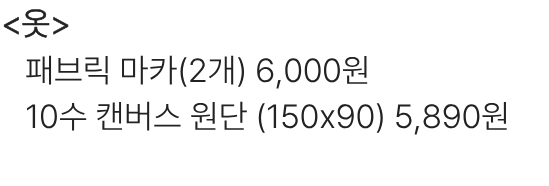 <옷>
패브릭 마카(2개) 6,000원
10수 캔버스 원단 (150x90) 5,890원